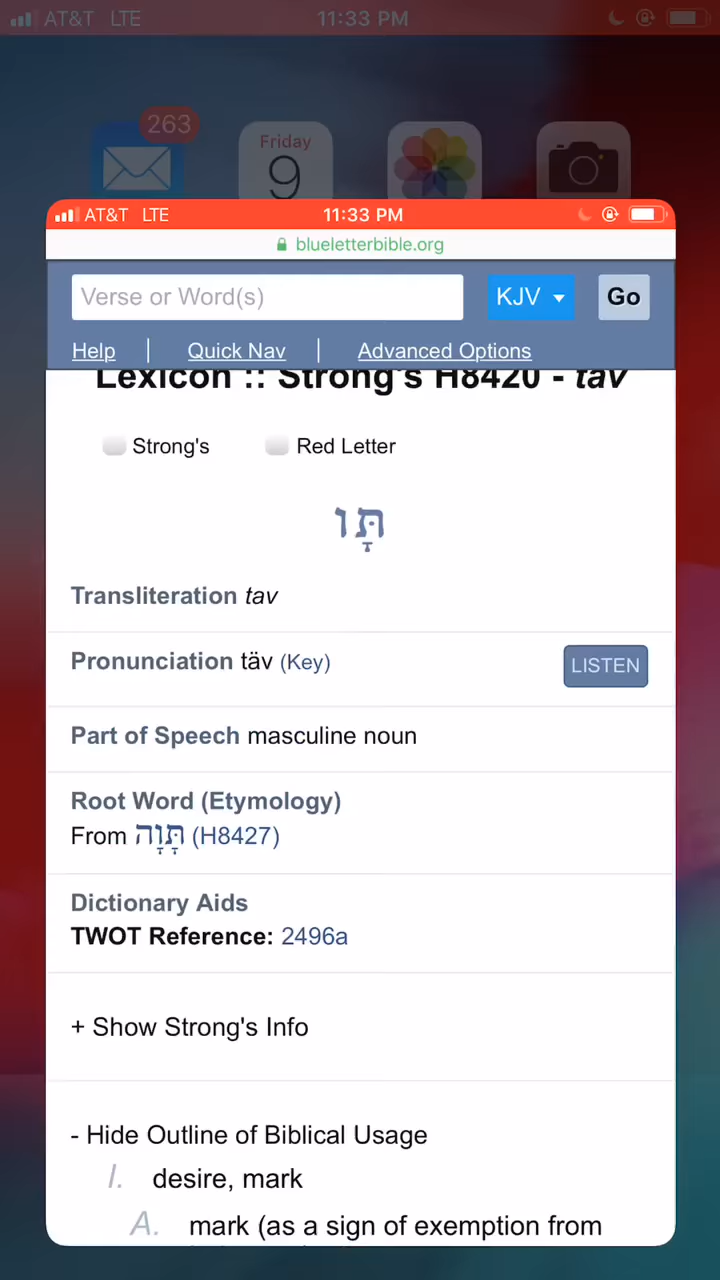 AT&T LTE 11:33 PM
263
Friday
9
AT&T LTE 11:33 PM
blueletterbible.org
Verse or Word(s) KJV Go
Help | Quick Nav | Advanced Options
Lexicon :: Strong's H8420 - tav
Strong's Red Letter
תָּו
Transliteration tav
Pronunciation täv (Key) LISTEN
Part of Speech masculine noun
Root Word (Etymology)
From תָּוָה (H8427)
Dictionary Aids
TWOT Reference: 2496a
+ Show Strong's Info
- Hide Outline of Biblical Usage
I. desire, mark
A. mark (as a sign of exemption from